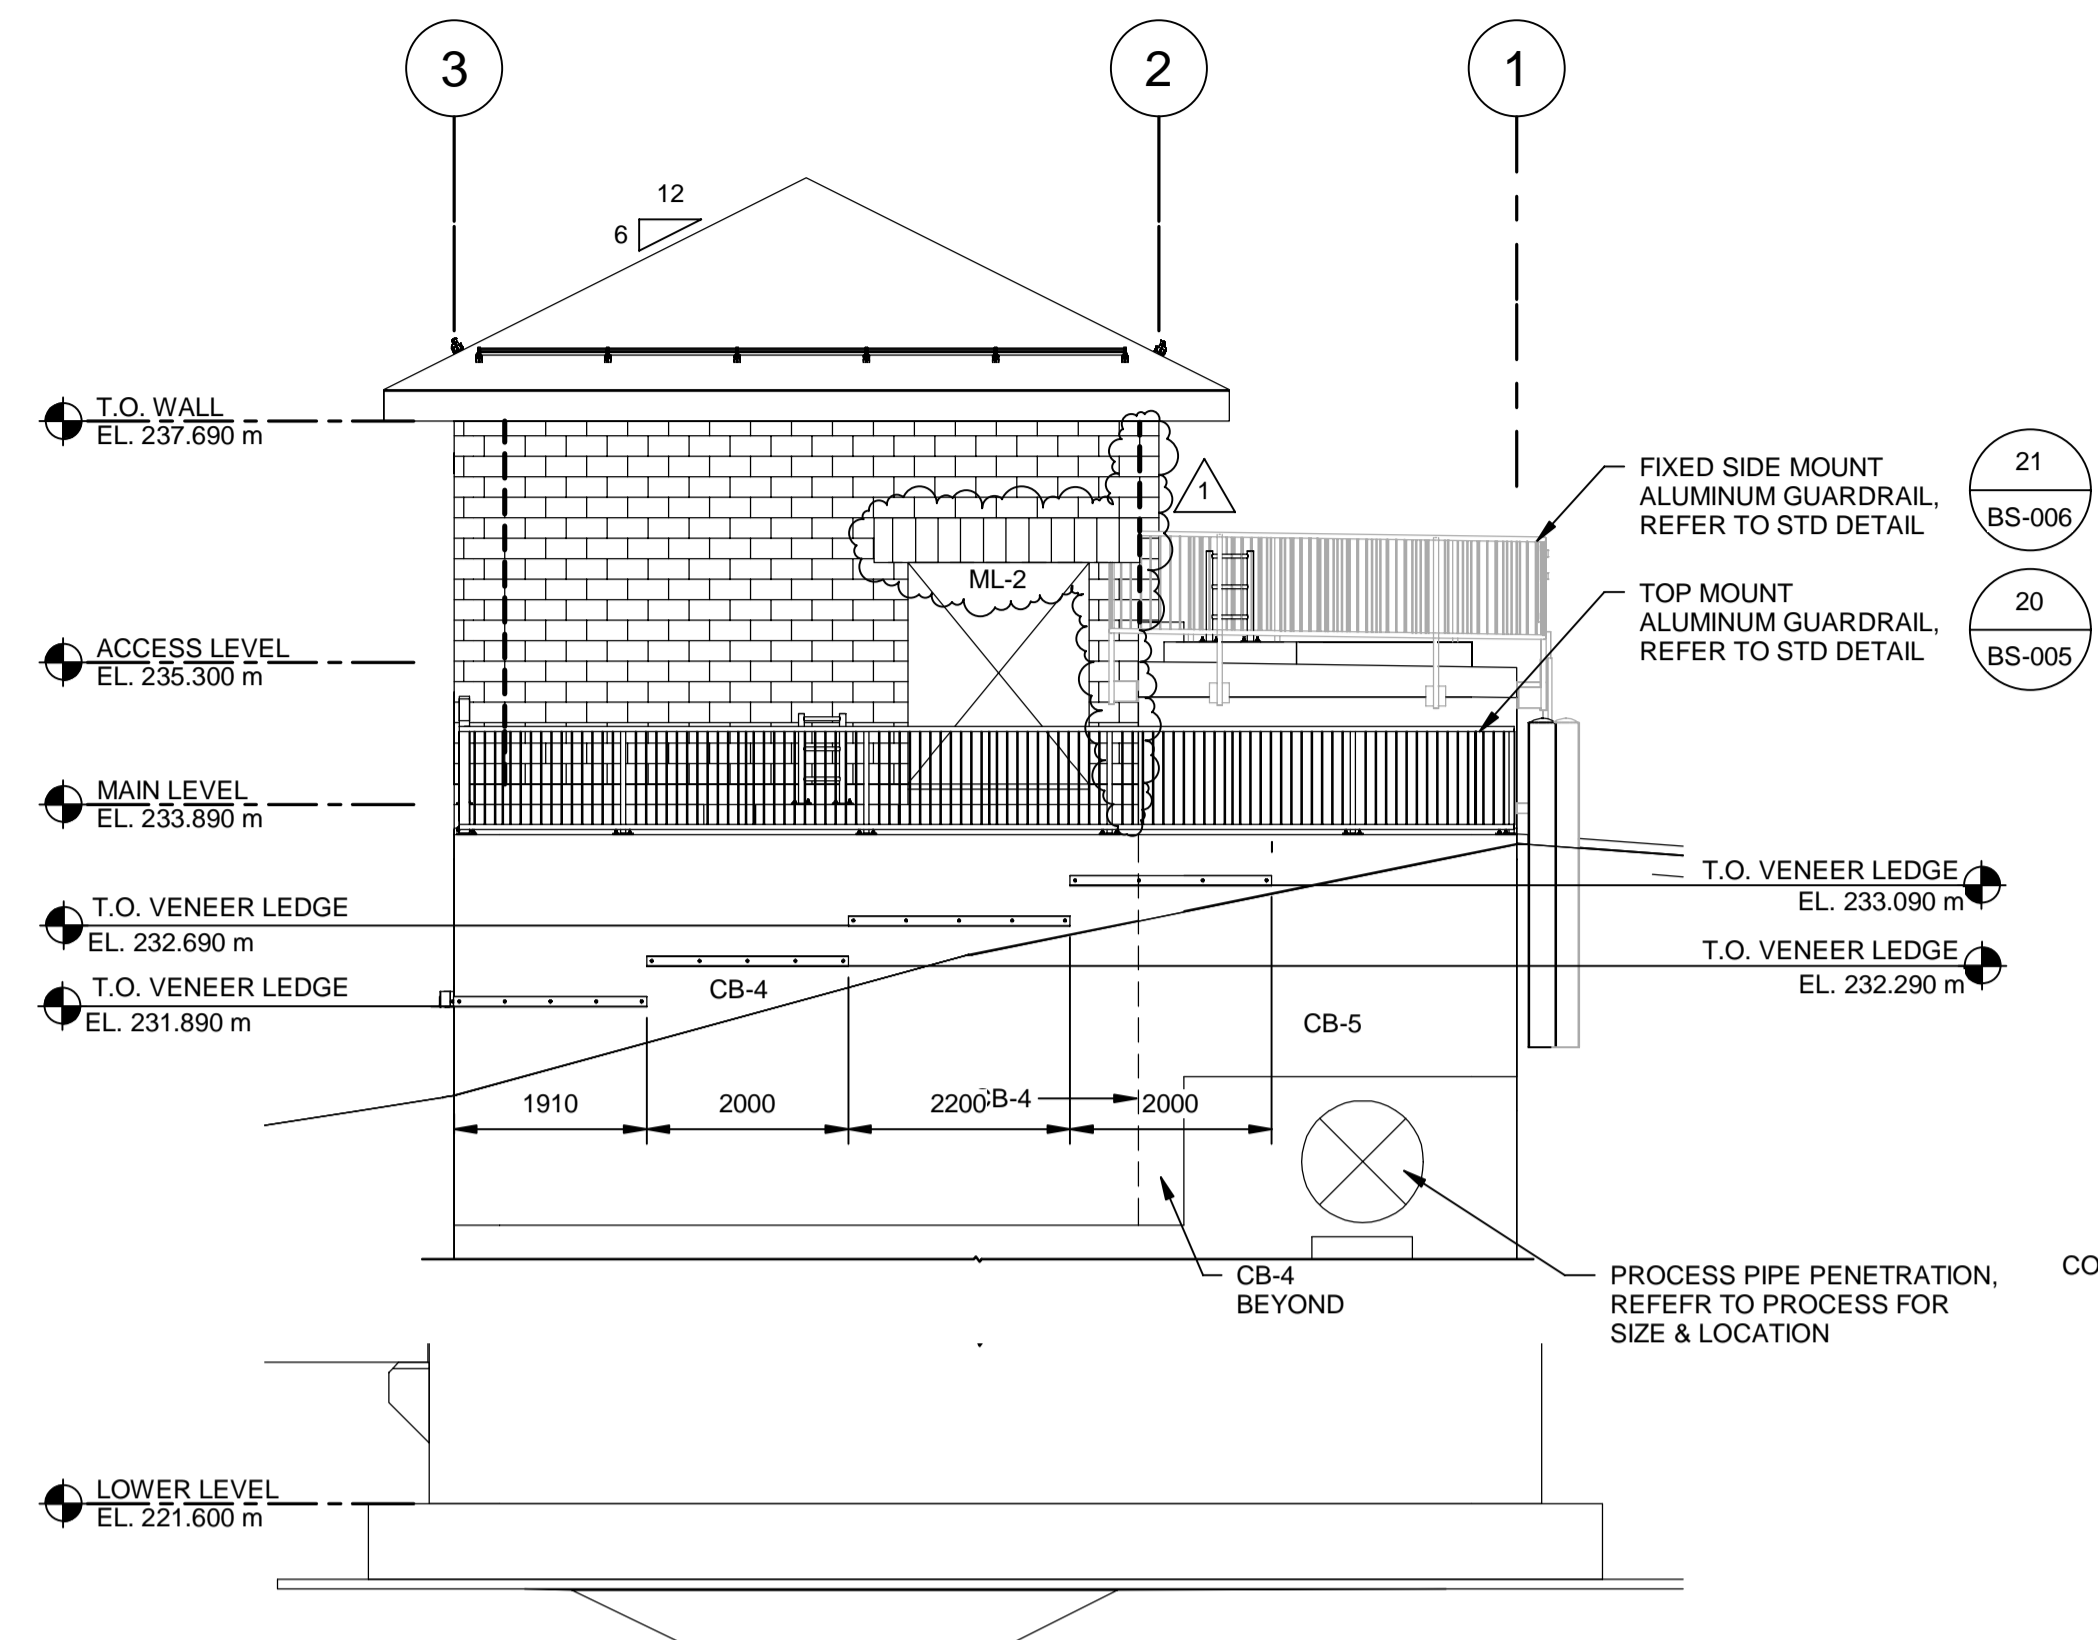 3
2
1
12
6
T.O. WALL
EL. 237.690 m
1
FIXED SIDE MOUNT
ALUMINUM GUARDRAIL,
REFER TO STD DETAIL
21
BS-006
ML-2
TOP MOUNT
ALUMINUM GUARDRAIL,
REFER TO STD DETAIL
20
BS-005
ACCESS LEVEL
EL. 235.300 m
MAIN LEVEL
EL. 233.890 m
T.O. VENEER LEDGE
EL. 233.090 m
T.O. VENEER LEDGE
EL. 232.690 m
T.O. VENEER LEDGE
EL. 232.290 m
T.O. VENEER LEDGE
EL. 231.890 m
CB-4
CB-5
1910
2000
2200
CB-4
2000
CB-4
BEYOND
PROCESS PIPE PENETRATION,
REFEFR TO PROCESS FOR
SIZE & LOCATION
CO
LOWER LEVEL
EL. 221.600 m